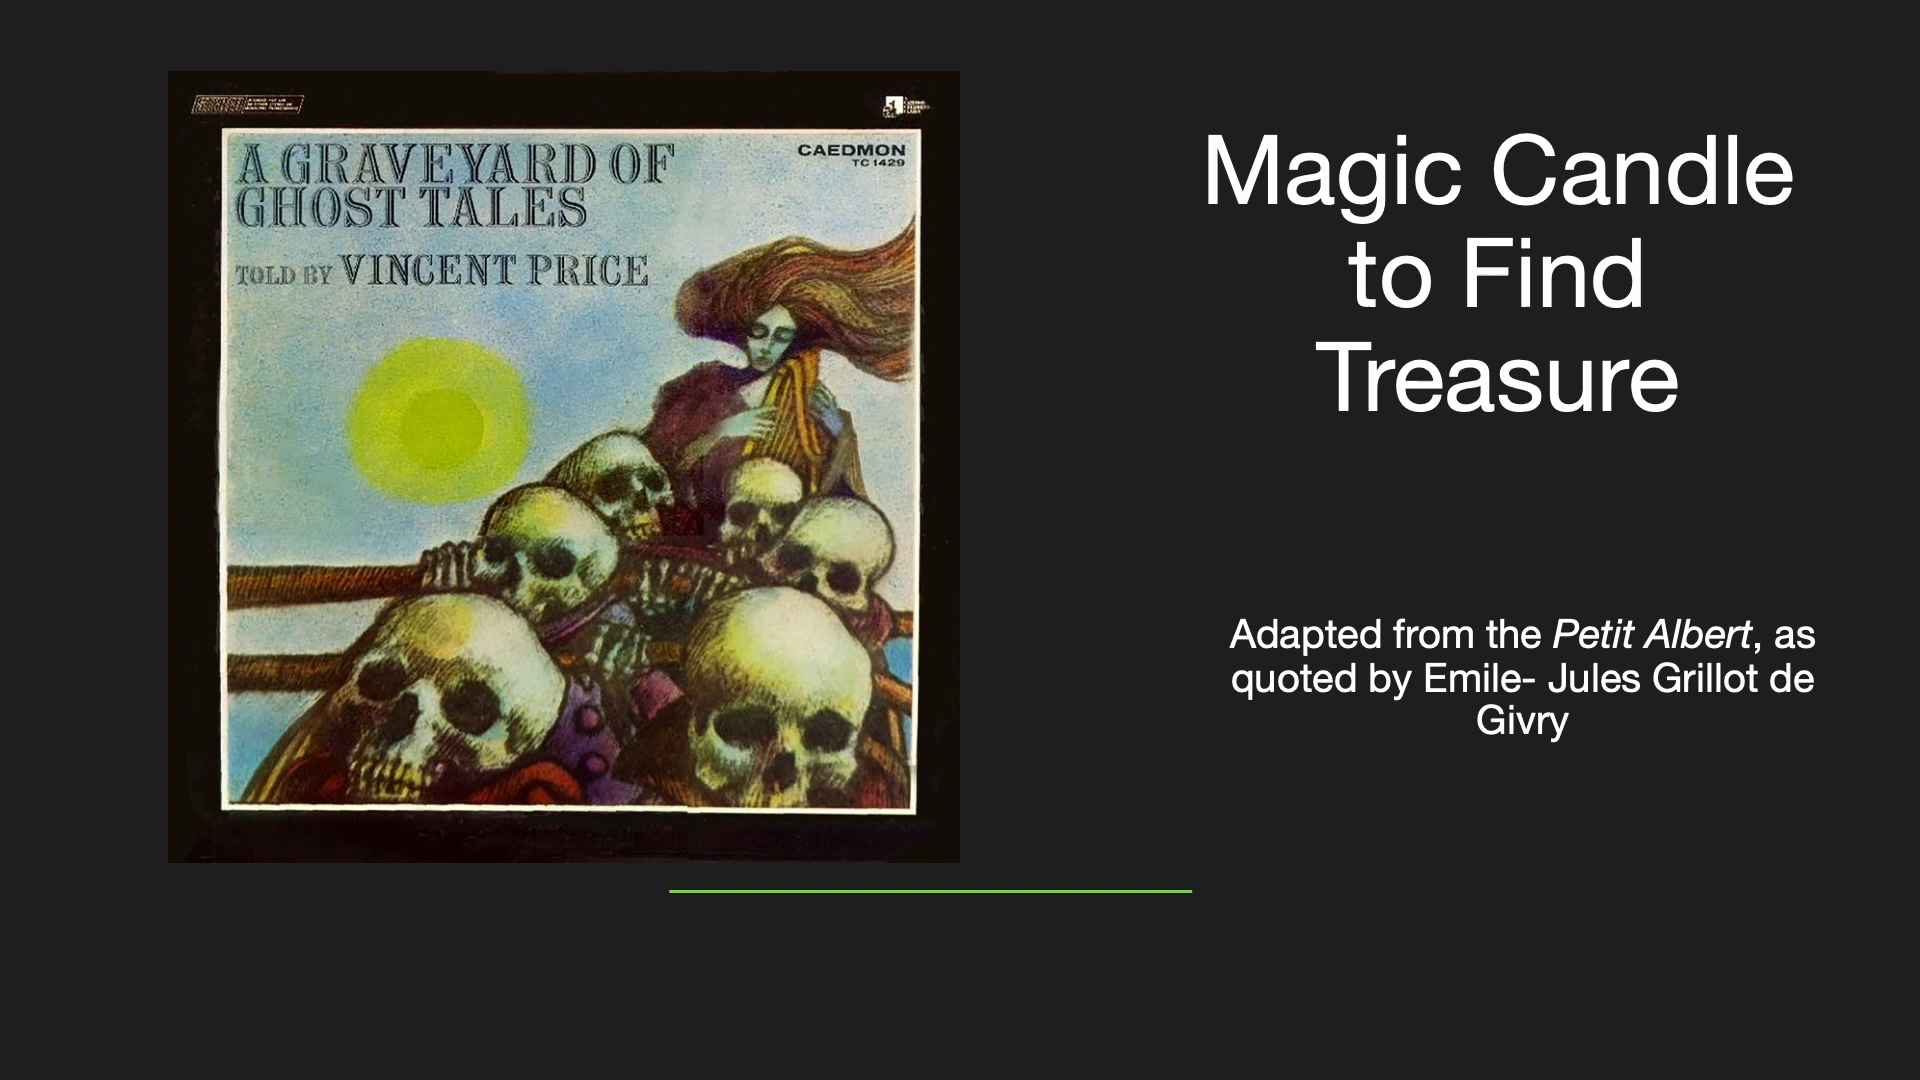 A GRAVEYARD OF
GHOST TALES
TOLD BY VINCENT PRICE
CAEDMON
TC 1429
Magic Candle
to Find
Treasure
Adapted from the Petit Albert, as
quoted by Emile- Jules Grillot de
Givry